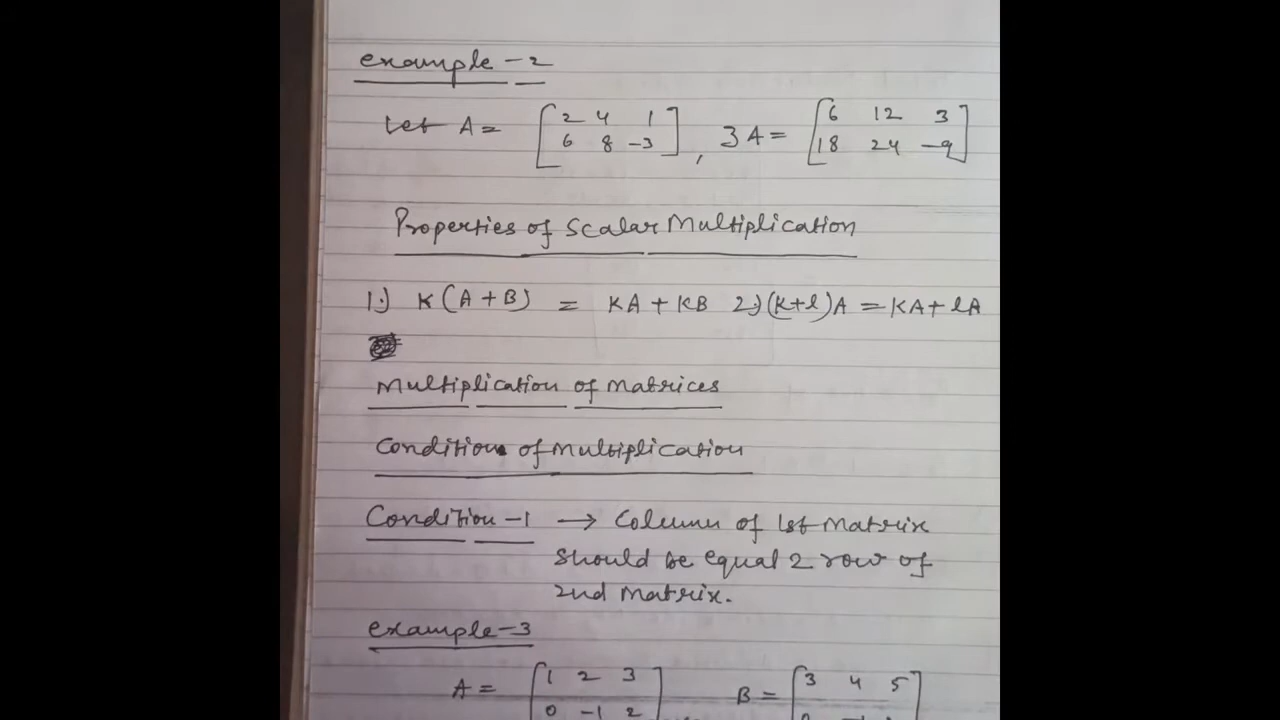 example-2
let A = [2 4 1
6 8 -3], 3A = [6 12 3
18 24 -9]
Properties of Scalar Multiplication
1.) K(A+B) = KA + KB 2.) (K+l)A = KA + lA
Multiplication of Matrices
Condition of Multiplication
Condition-1 → Column of 1st Matrix
Should be equal 2 row of
2nd Matrix.
example-3
A = [1 2 3 B = [3 4 5
0 -1 2